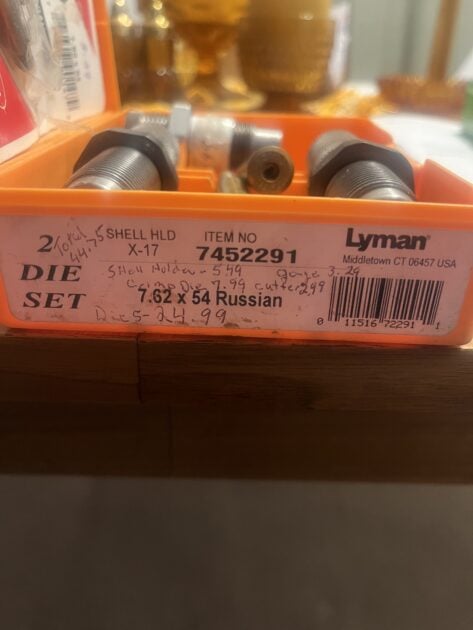 2
DIE
SET
Total
44.75
SHELL HLD
X-17
ITEM NO
7452291
Lyman®
Middletown CT 06457 USA
Shell Holder - 5.49
gauge 3.29
Crimp Die 7.99 cutter 2.99
7.62 x 54 Russian
Dies - 24.99
0 11516 72291 1